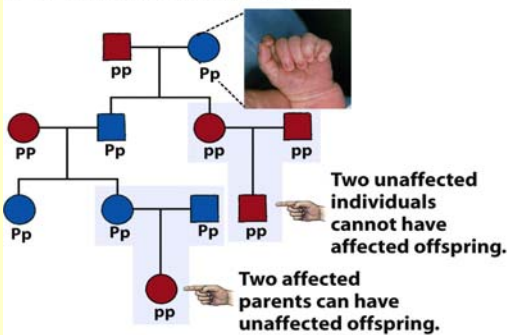 pp Pp
PP Pp pp pp
Pp Pp Pp pp
Two unaffected
individuals
cannot have
affected offspring.
pp
Two affected
parents can have
unaffected offspring.